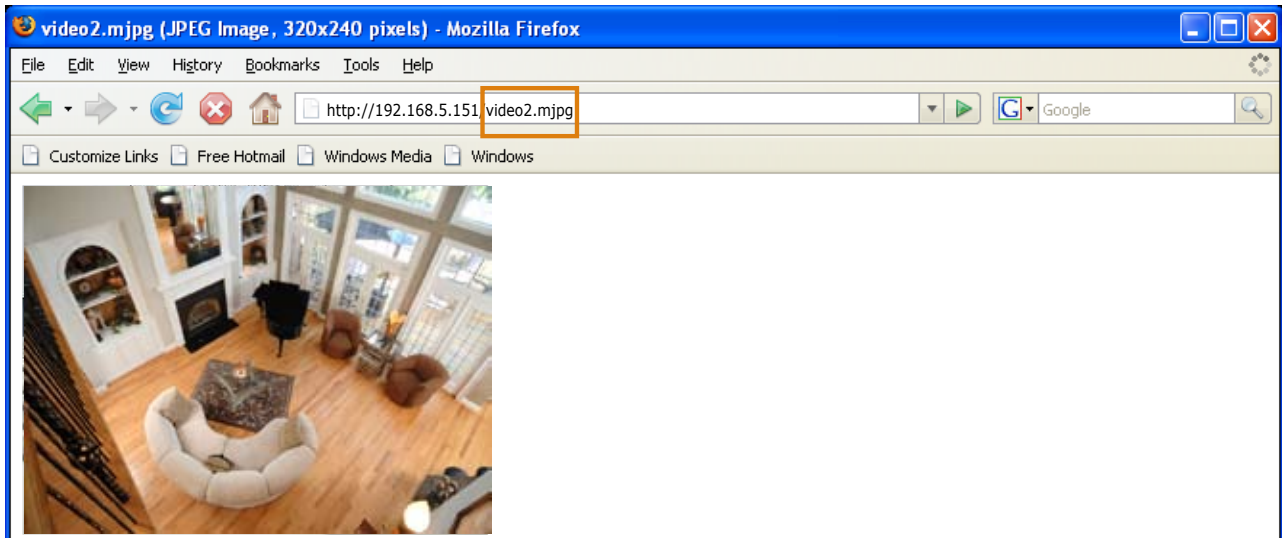 video2.mjpg (JPEG Image, 320x240 pixels) - Mozilla Firefox
File Edit View History Bookmarks Tools Help
http://192.168.5.151/video2.mjpg G Google
Customize Links Free Hotmail Windows Media Windows